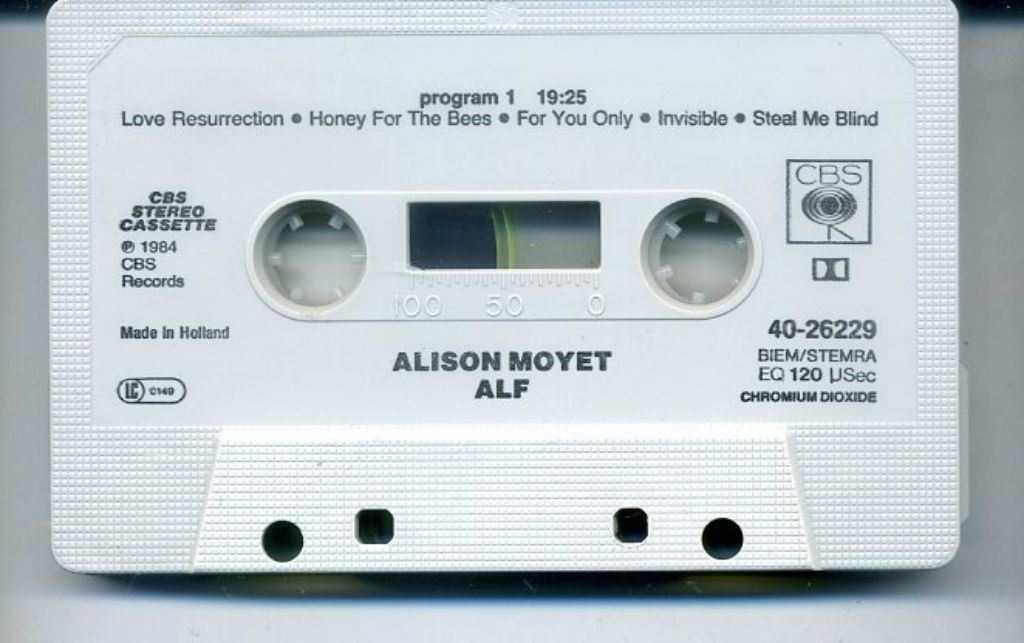 program 1 19:25
Love Resurrection • Honey For The Bees • For You Only • Invisible • Steal Me Blind
CBS
STEREO
CASSETTE
℗ 1984
CBS
Records
Made in Holland
LC 0149
100 50 0
ALISON MOYET
ALF
CBS
40-26229
BIEM/STEMRA
EQ 120 µSec
CHROMIUM DIOXIDE